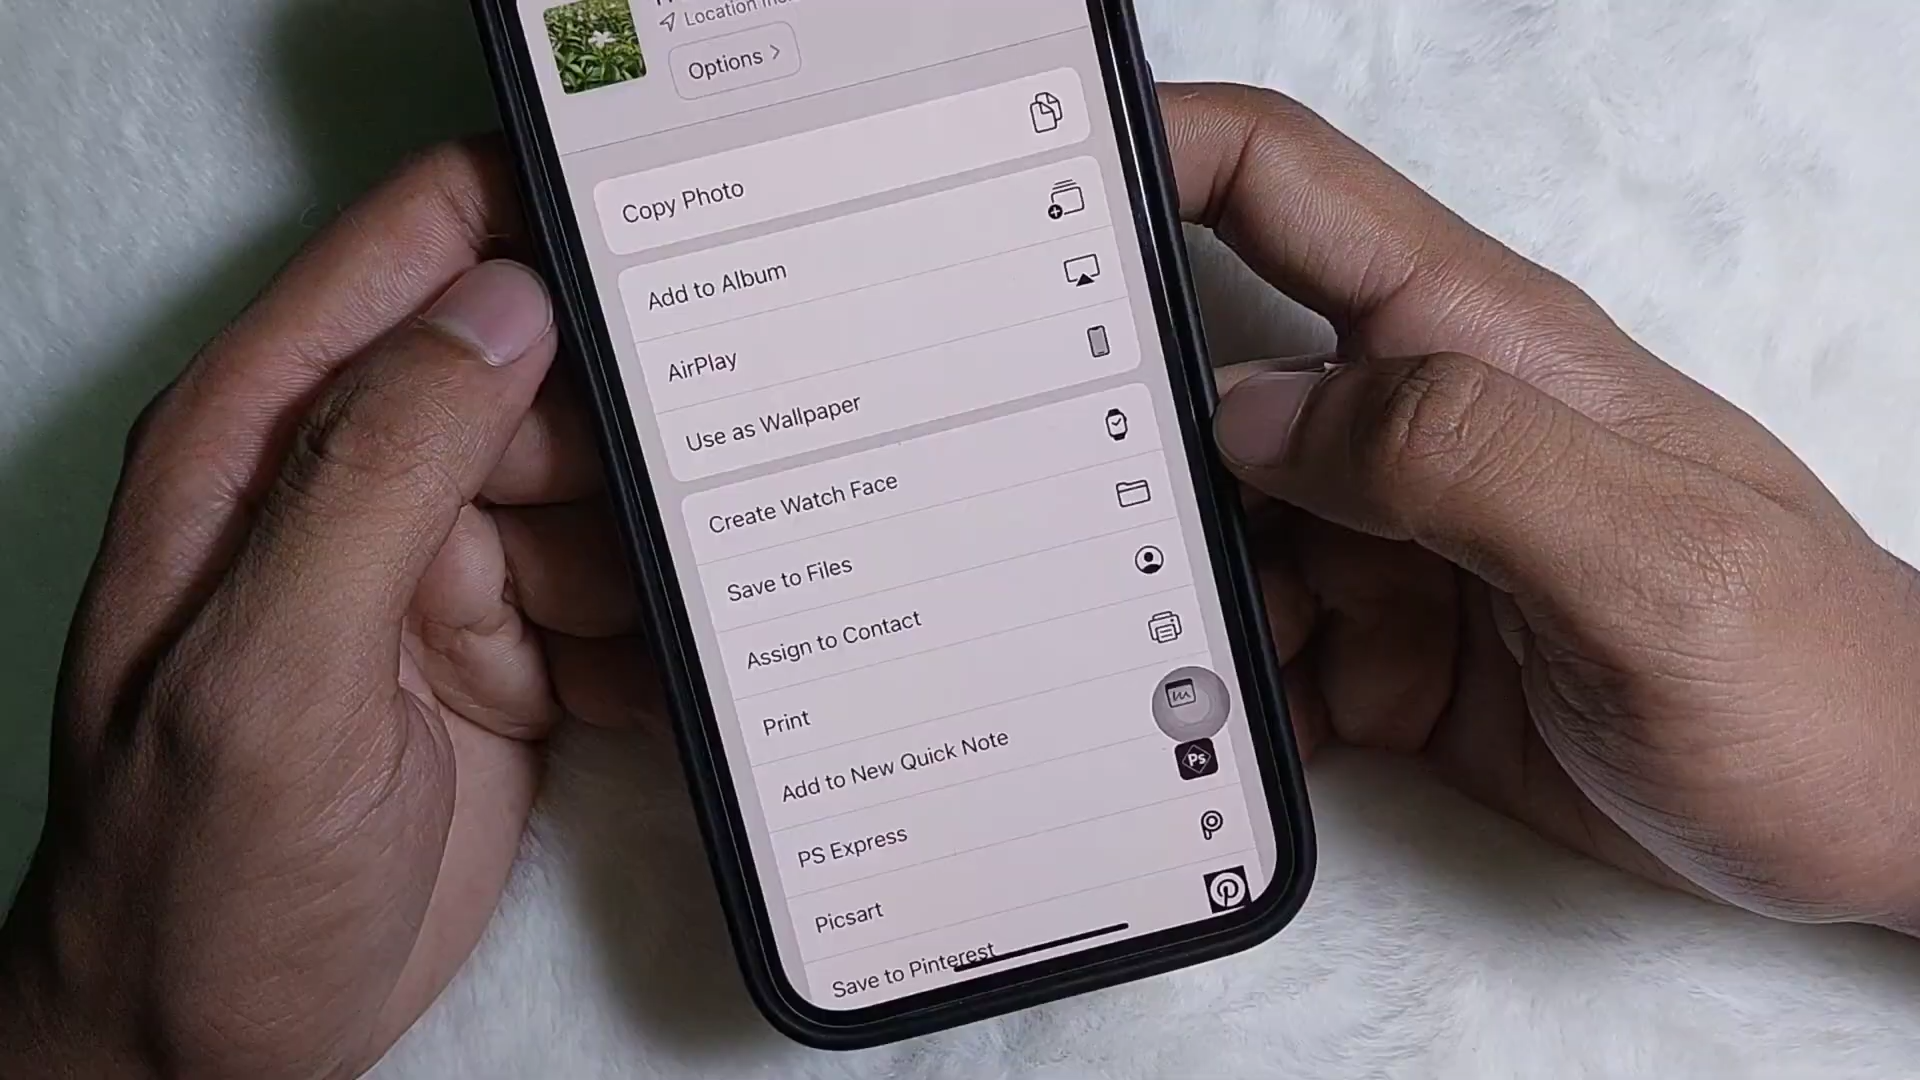 Location
Options
Copy Photo
Add to Album
AirPlay
Use as Wallpaper
Create Watch Face
Save to Files
Assign to Contact
Print
Add to New Quick Note
Ps
PS Express
Picsart
Save to Pinterest